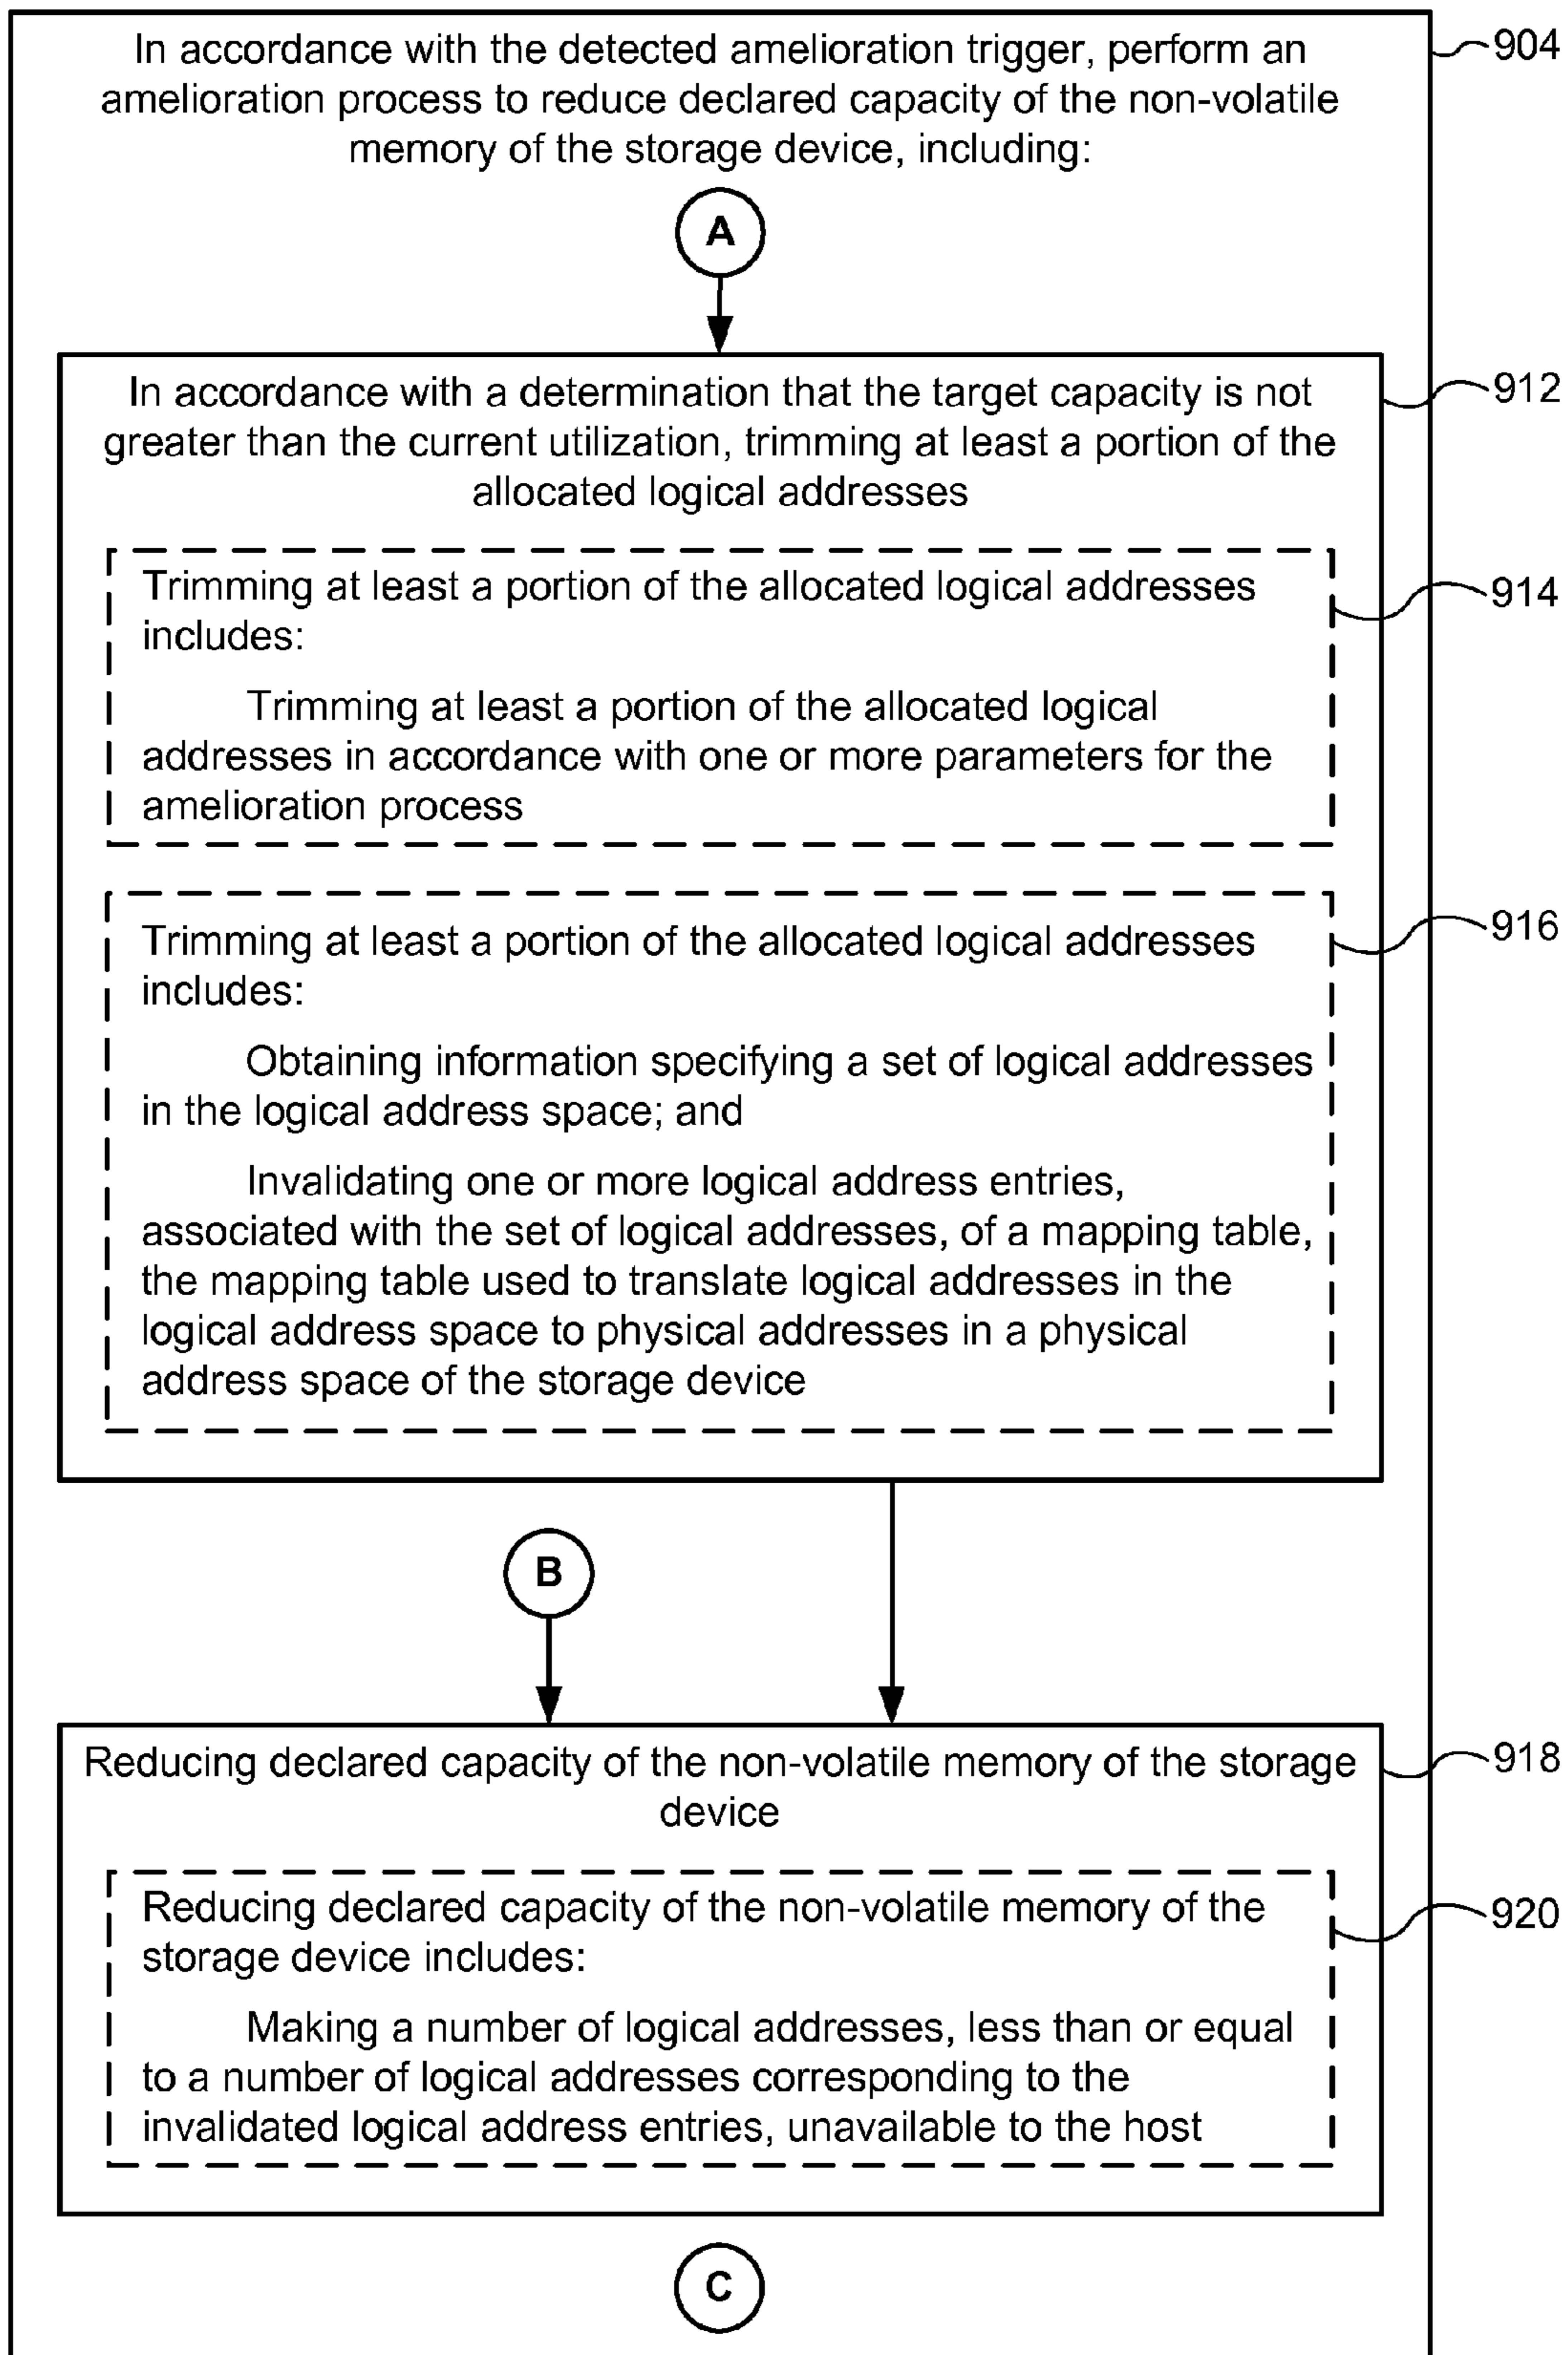 In accordance with the detected amelioration trigger, perform an
amelioration process to reduce declared capacity of the non-volatile
memory of the storage device, including:
904
A
In accordance with a determination that the target capacity is not
greater than the current utilization, trimming at least a portion of the
allocated logical addresses
912
Trimming at least a portion of the allocated logical addresses
includes:
914
Trimming at least a portion of the allocated logical
addresses in accordance with one or more parameters for the
amelioration process
Trimming at least a portion of the allocated logical addresses
includes:
916
Obtaining information specifying a set of logical addresses
in the logical address space; and
Invalidating one or more logical address entries,
associated with the set of logical addresses, of a mapping table,
the mapping table used to translate logical addresses in the
logical address space to physical addresses in a physical
address space of the storage device
B
Reducing declared capacity of the non-volatile memory of the storage
device
918
Reducing declared capacity of the non-volatile memory of the
storage device includes:
920
Making a number of logical addresses, less than or equal
to a number of logical addresses corresponding to the
invalidated logical address entries, unavailable to the host
C